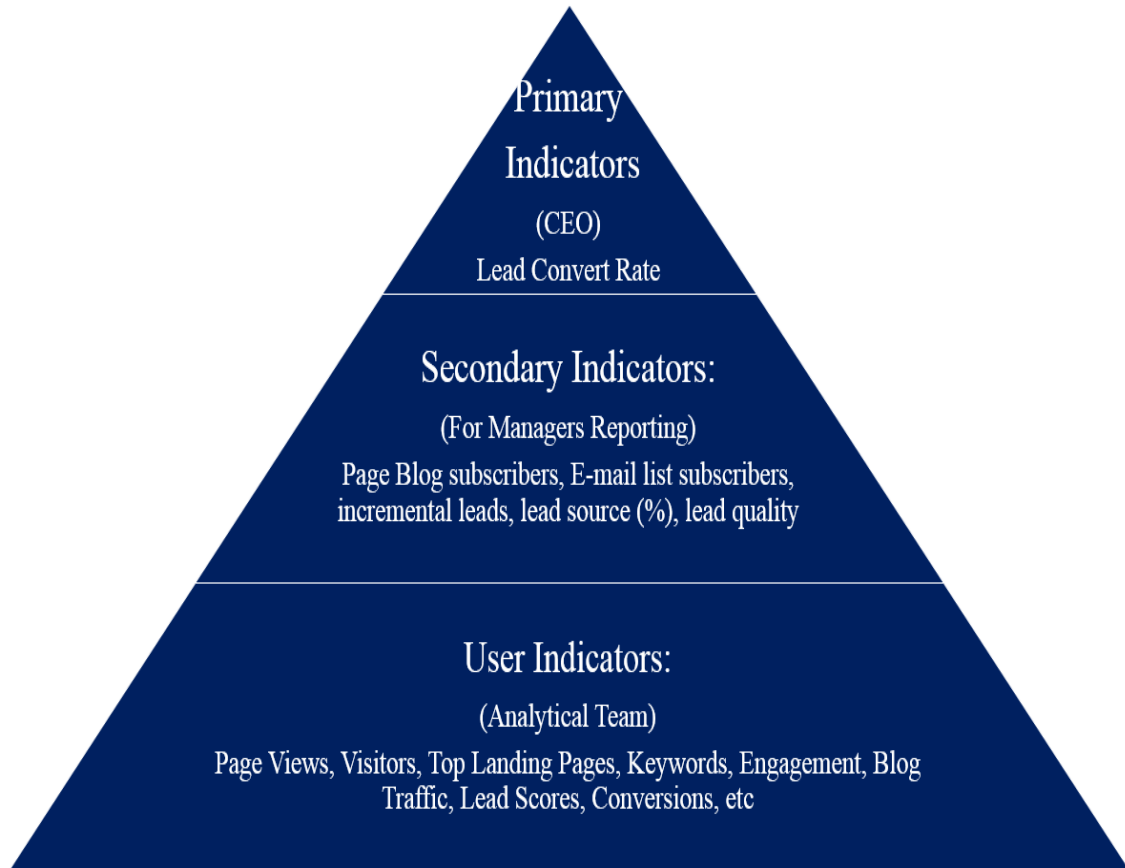 Primary
Indicators
(CEO)
Lead Convert Rate
Secondary Indicators:
(For Managers Reporting)
Page Blog subscribers, E-mail list subscribers,
incremental leads, lead source (%), lead quality
User Indicators:
(Analytical Team)
Page Views, Visitors, Top Landing Pages, Keywords, Engagement, Blog
Traffic, Lead Scores, Conversions, etc